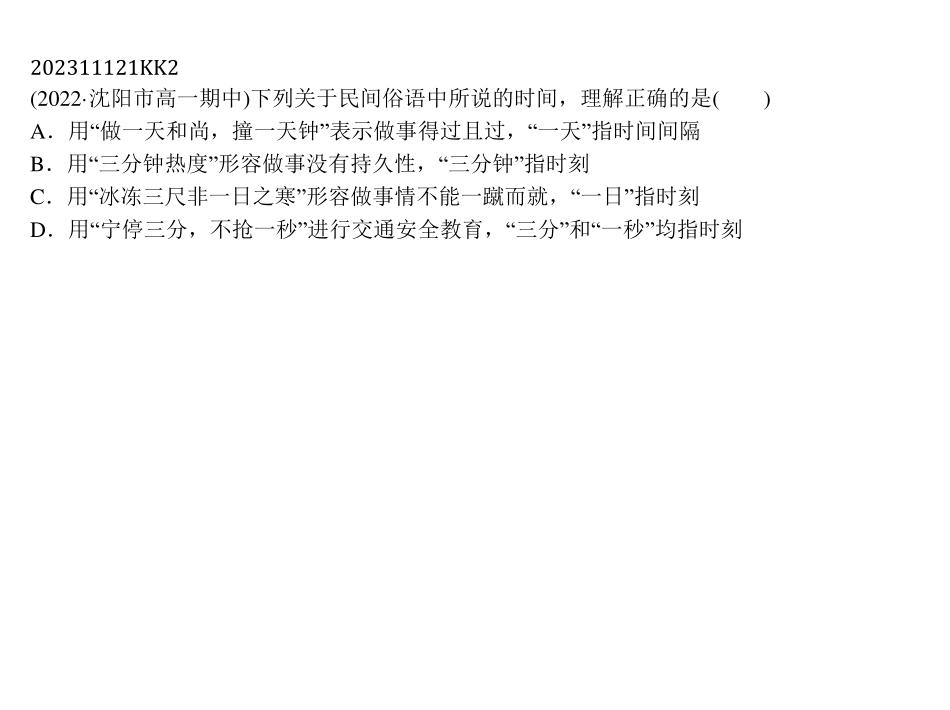 202311121KK2
(2022·沈阳市高一期中)下列关于民间俗语中所说的时间，理解正确的是(　　)
A．用“做一天和尚，撞一天钟”表示做事得过且过，“一天”指时间间隔
B．用“三分钟热度”形容做事没有持久性，“三分钟”指时刻
C．用“冰冻三尺非一日之寒”形容做事情不能一蹴而就，“一日”指时刻
D．用“宁停三分，不抢一秒”进行交通安全教育，“三分”和“一秒”均指时刻